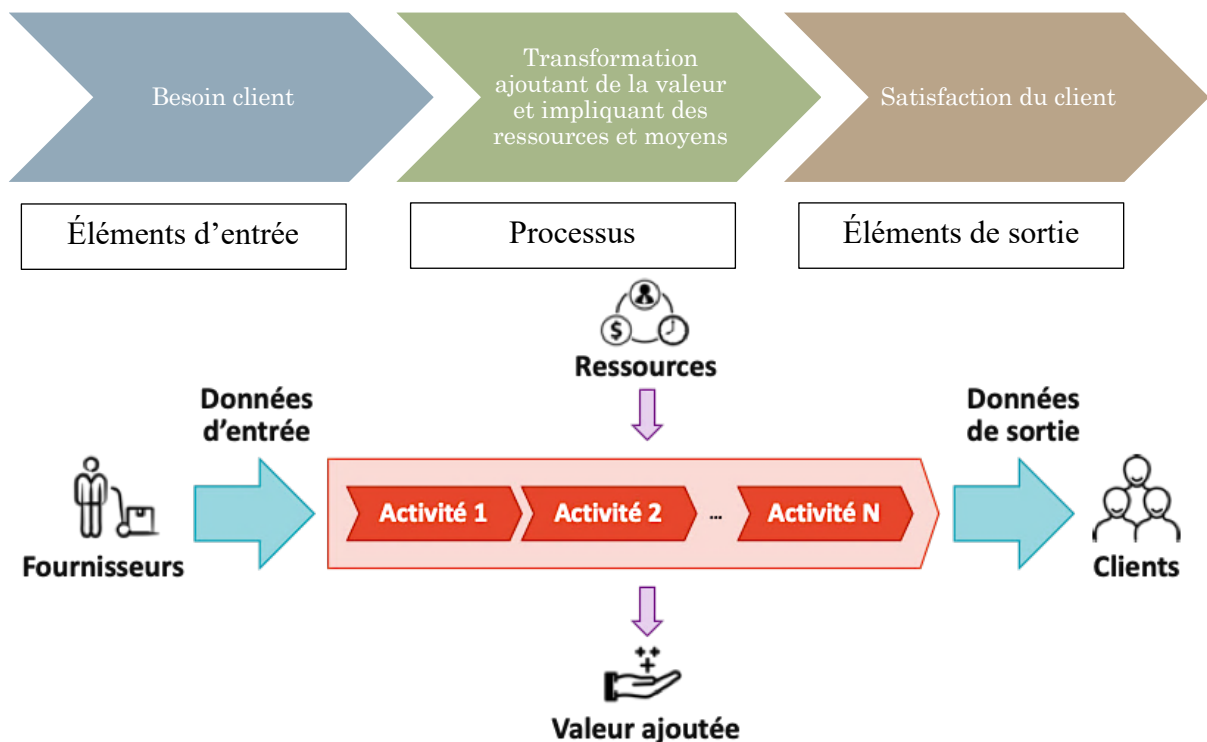 Besoin client
Transformation
ajoutant de la valeur
et impliquant des
ressources et moyens
Satisfaction du client
Éléments d’entrée
Processus
Éléments de sortie
$
Ressources
Données
d'entrée
Données
de sortie
Activité 1
Activité 2
...
Activité N
Fournisseurs
Clients
Valeur ajoutée